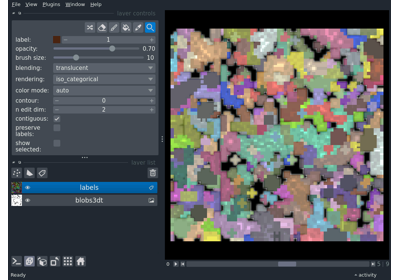 File View Plugins Window Help
layer controls
label: 1
opacity: 0.70
brush size: 10
blending: translucent
rendering: iso_categorical
color mode: auto
contour: 0
n edit dim: 2
contiguous:
preserve
labels:
show
selected:
layer list
labels
blobs3dt
Ready
activity